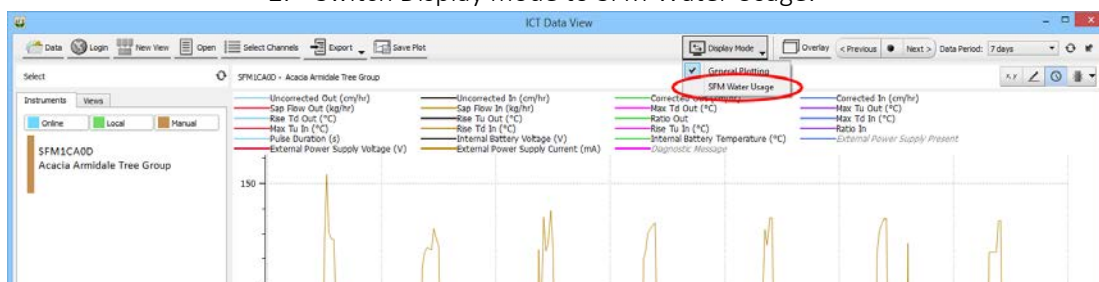 2. Switch Display Mode to SFM Water Usage.
ICT Data View
Data Login New View Open Select Channels Export Save Plot Display Mode Overlay < Previous Next > Data Period: 7 days
General Plotting
SFM Water Usage
Select SFM1CA0D - Acacia Armidale Tree Group X.Y
Instruments Views
Online Local Manual
SFM1CA0D
Acacia Armidale Tree Group
Uncorrected Out (cm/hr) Uncorrected In (cm/hr) Corrected Out (cm/hr) Corrected In (cm/hr)
Sap Flow Out (kg/hr) Sap Flow In (kg/hr) Max Td Out (°C) Max Tu Out (°C)
Rise Td Out (°C) Rise Tu Out (°C) Ratio Out Max Td In (°C)
Max Tu In (°C) Rise Td In (°C) Rise Tu In (°C) Ratio In
Pulse Duration (s) Internal Battery Voltage (V) Internal Battery Temperature (°C) External Power Supply Present
External Power Supply Voltage (V) External Power Supply Current (mA) Diagnostic Message
150